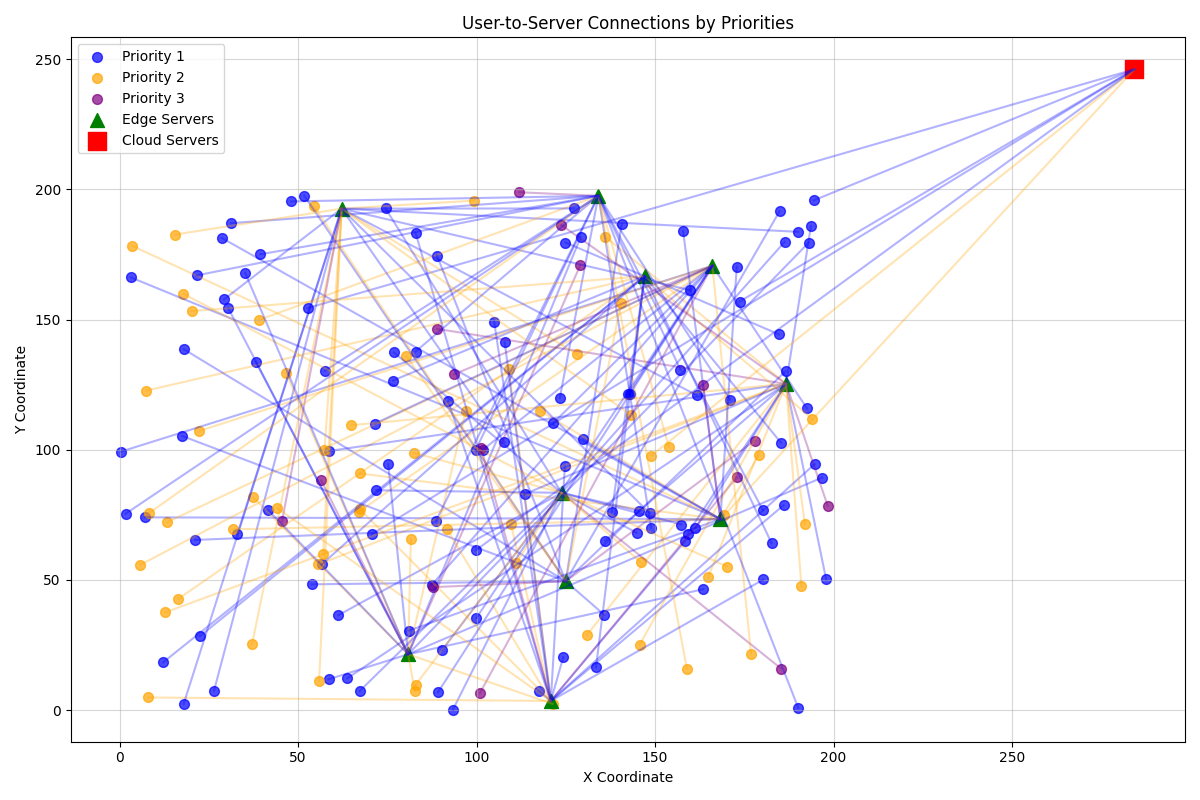 User-to-Server Connections by Priorities
Priority 1
Priority 2
Priority 3
Edge Servers
Cloud Servers
Y Coordinate
250
200
150
100
50
0
0 50 100 150 200 250
X Coordinate